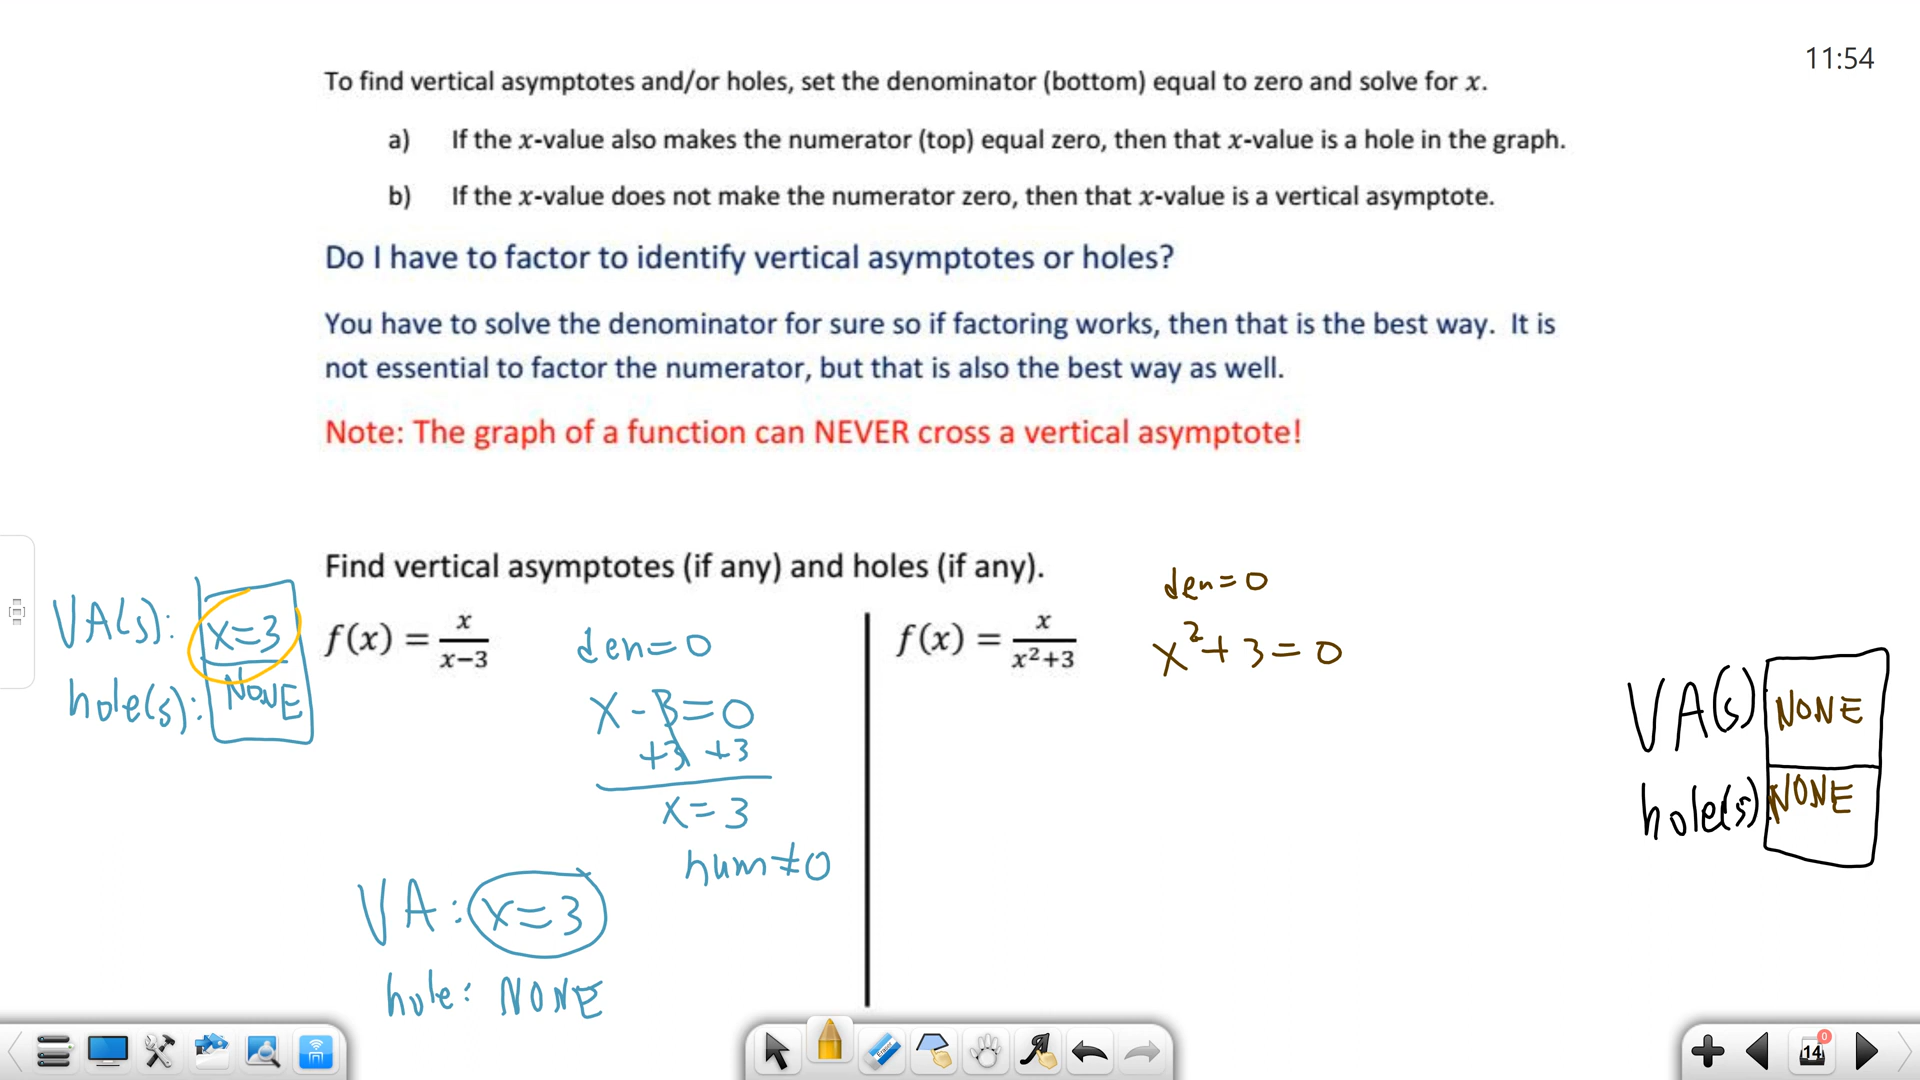 11:54
To find vertical asymptotes and/or holes, set the denominator (bottom) equal to zero and solve for x.
a) If the x-value also makes the numerator (top) equal zero, then that x-value is a hole in the graph.
b) If the x-value does not make the numerator zero, then that x-value is a vertical asymptote.
Do I have to factor to identify vertical asymptotes or holes?
You have to solve the denominator for sure so if factoring works, then that is the best way. It is
not essential to factor the numerator, but that is also the best way as well.
Note: The graph of a function can NEVER cross a vertical asymptote!
Find vertical asymptotes (if any) and holes (if any).
VA(s): x=3
hole(s): NONE
f(x) = x/(x−3)
den=0
x-3=0
+3 +3
x=3
num≠0
VA: x=3
hole: NONE
f(x) = x/(x²+3)
den=0
x²+3=0
VA(s) NONE
hole(s) NONE
14
0
Eraser